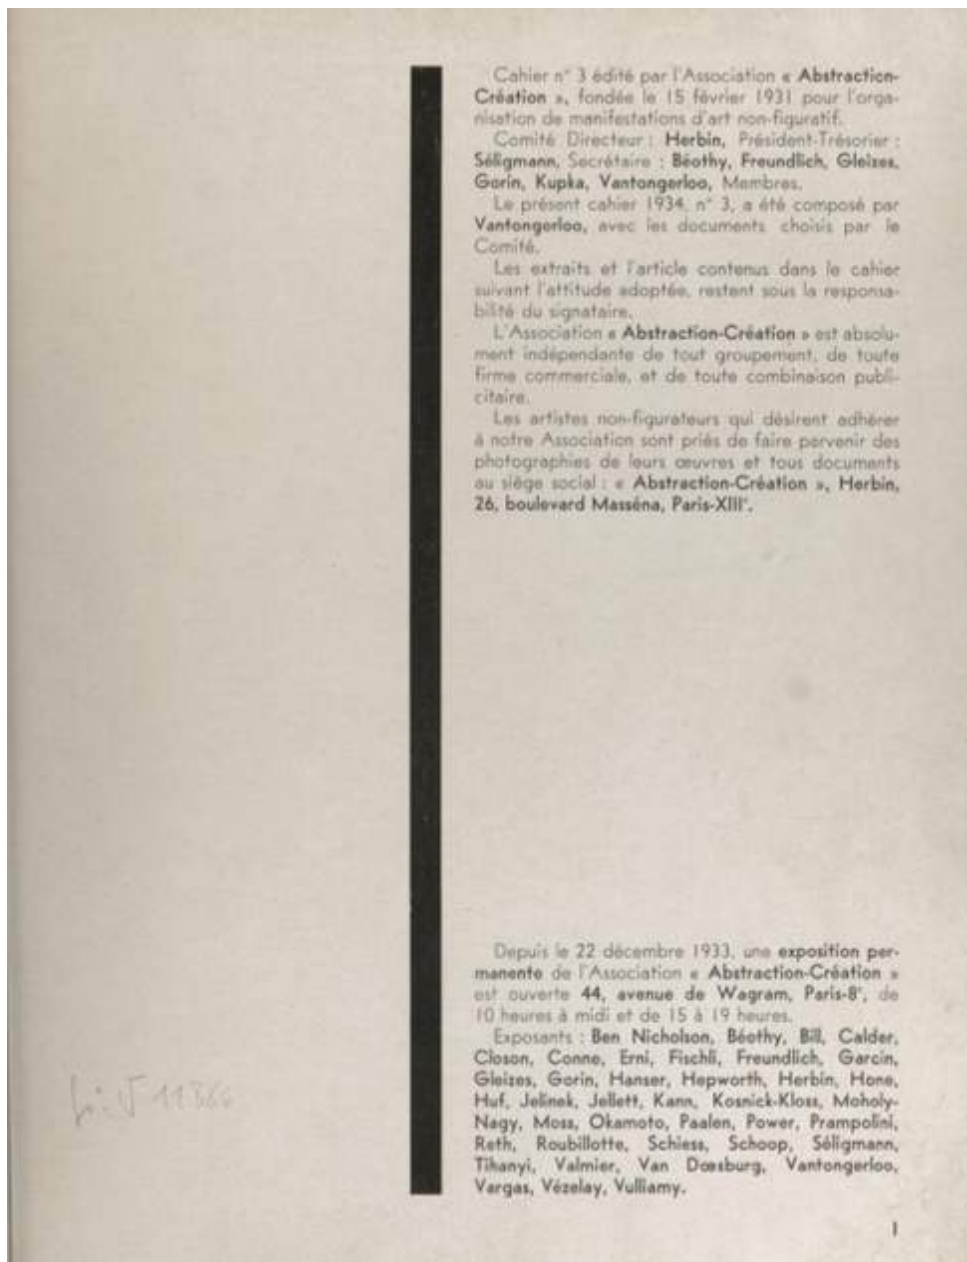 Cahier n° 3 édité par l'Association « Abstraction-
Création », fondée le 15 février 1931 pour l'orga-
nisation de manifestations d'art non-figuratif.
Comité Directeur : Herbin, Président-Trésorier :
Séligmann, Secrétaire : Béothy, Freundlich, Gleizes,
Gorin, Kupka, Vantongerloo, Membres.
Le présent cahier 1934, n° 3, a été composé par
Vantongerloo, avec les documents choisis par le
Comité.
Les extraits et l'article contenus dans le cahier
suivant l'attitude adoptée, restent sous la responsa-
bilité du signataire.
L'Association « Abstraction-Création » est absolu-
ment indépendante de tout groupement, de toute
firme commerciale, et de toute combinaison publi-
citaire.
Les artistes non-figurateurs qui désirent adhérer
à notre Association sont priés de faire parvenir des
photographies de leurs œuvres et tous documents
au siège social : « Abstraction-Création », Herbin,
26, boulevard Masséna, Paris-XIIIᵉ.
Depuis le 22 décembre 1933, une exposition per-
manente de l'Association « Abstraction-Création »
est ouverte 44, avenue de Wagram, Paris-8ᵉ, de
10 heures à midi et de 15 à 19 heures.
Exposants : Ben Nicholson, Béothy, Bill, Calder,
Closon, Conne, Erni, Fischli, Freundlich, Garcin,
Gleizes, Gorin, Hanser, Hepworth, Herbin, Hone,
Huf, Jelinek, Jellett, Kann, Kosnick-Kloss, Moholy-
Nagy, Moss, Okamoto, Paalen, Power, Prampolini,
Reth, Roubillotte, Schiess, Schoop, Séligmann,
Tihanyi, Valmier, Van Dœsburg, Vantongerloo,
Vargas, Vézelay, Vulliamy.
1